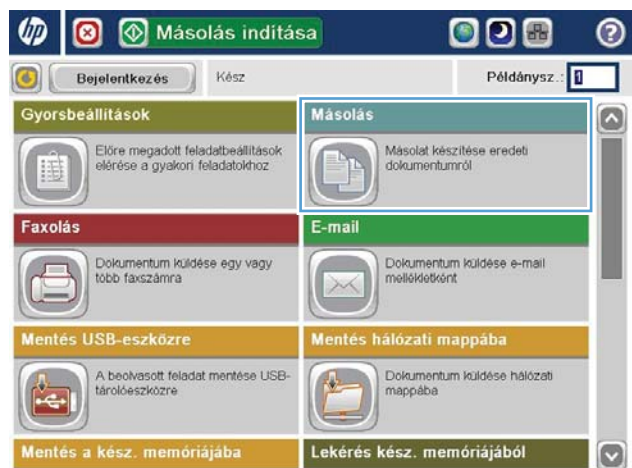 hp
Másolás indítása
Bejelentkezés
Kész
Példánysz.: 1
Gyorsbeállítások
Előre megadott feladatbeállítások
elérése a gyakori feladatokhoz
Másolás
Másolat készítése eredeti
dokumentumról
Faxolás
Dokumentum küldése egy vagy
több faxszámra
E-mail
Dokumentum küldése e-mail
mellékletként
Mentés USB-eszközre
A beolvasott feladat mentése USB-
tárolóeszközre
Mentés hálózati mappába
Dokumentum küldése hálózati
mappába
Mentés a kész. memóriájába
Lekérés kész. memóriájából